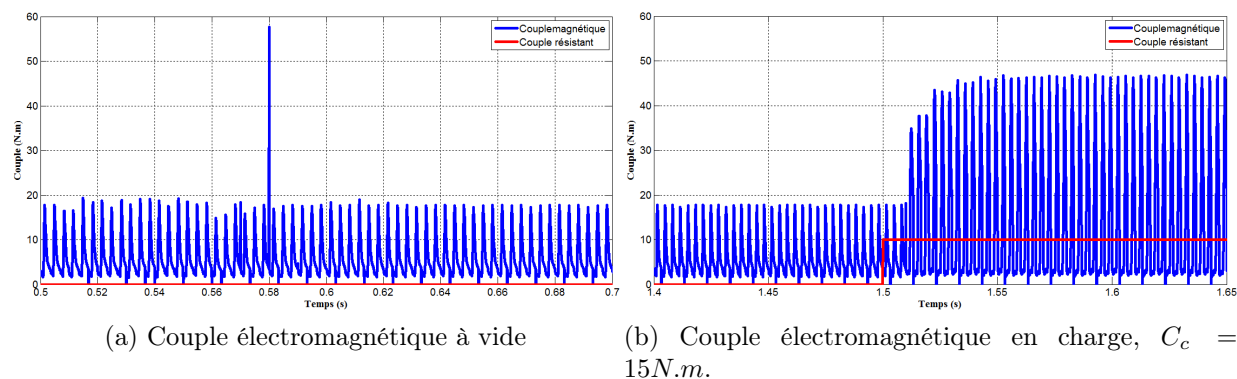 60
50
40
30
20
10
0
Couple (N.m)
0.5 0.52 0.54 0.56 0.58 0.6 0.62 0.64 0.66 0.68 0.7
Temps (s)
Couplemagnétique
Couple résistant
(a) Couple électromagnétique à vide
60
50
40
30
20
10
0
Couple (N.m)
1.4 1.45 1.5 1.55 1.6 1.65
Temps (s)
Couplemagnétique
Couple résistant
(b) Couple électromagnétique en charge, C_c =
15N.m.